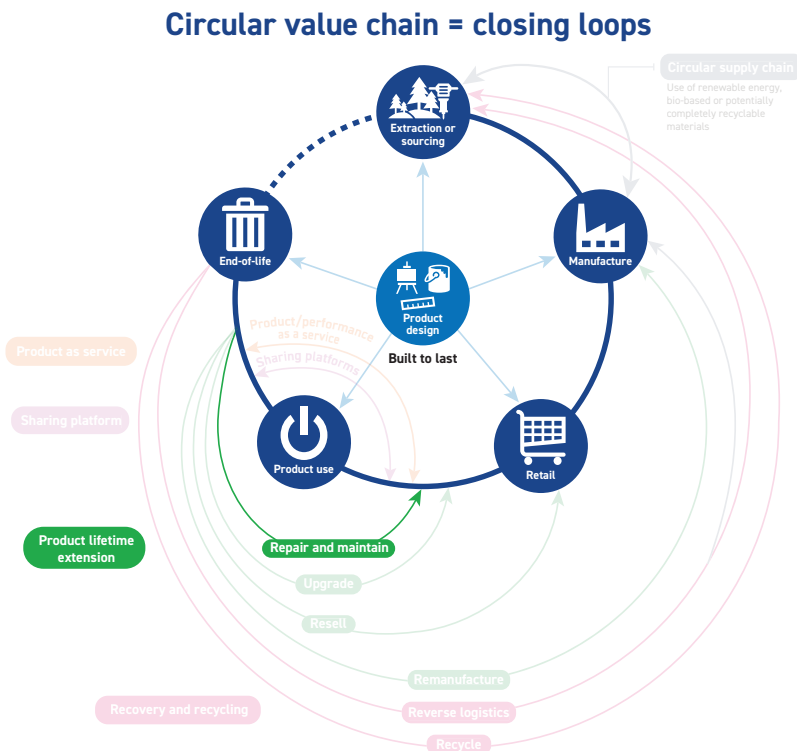 Circular value chain = closing loops
Circular supply chain
Use of renewable energy,
bio-based or potentially
completely recyclable
materials
Extraction or
sourcing
End-of-life
Manufacture
Product
design
Built to last
Product/performance
as a service
Sharing platforms
Product as service
Sharing platform
Product use
Retail
Product lifetime
extension
Repair and maintain
Upgrade
Resell
Remanufacture
Recovery and recycling
Reverse logistics
Recycle